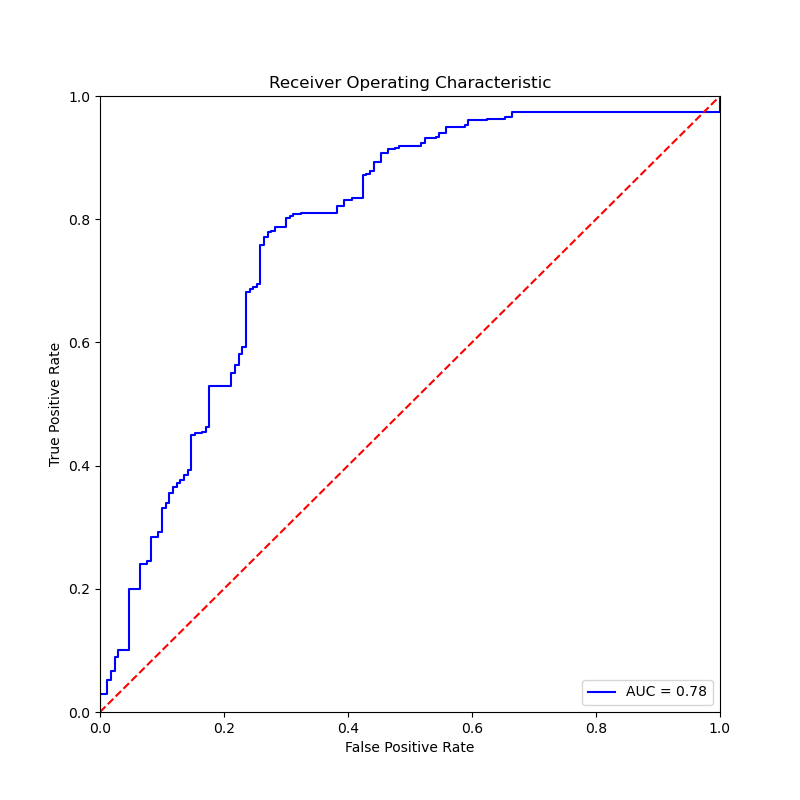 Receiver Operating Characteristic
1.0
0.8
0.6
0.4
0.2
0.0
True Positive Rate
AUC = 0.78
0.0 0.2 0.4 0.6 0.8 1.0
False Positive Rate